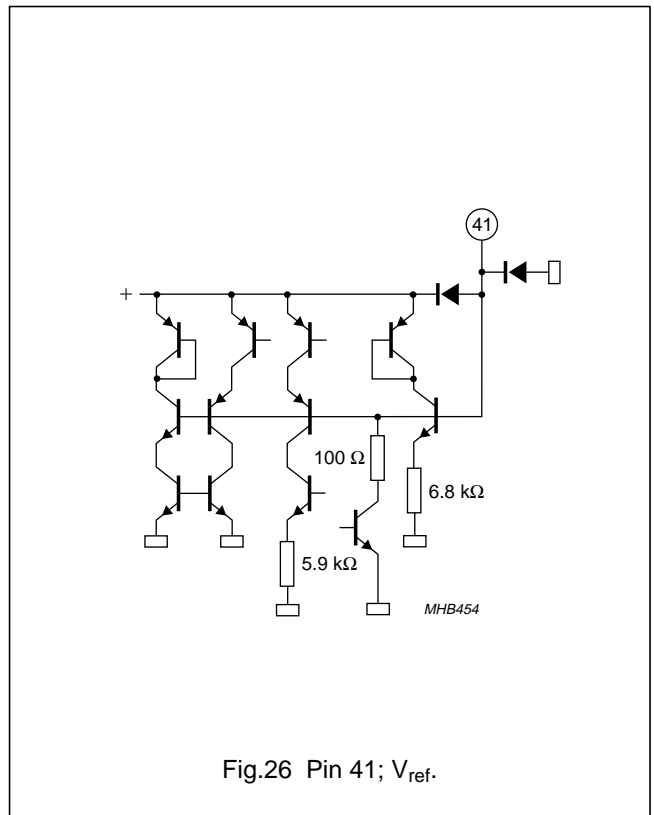 41
+
100 Ω
6.8 kΩ
5.9 kΩ
MHB454
Fig.26 Pin 41; Vref.